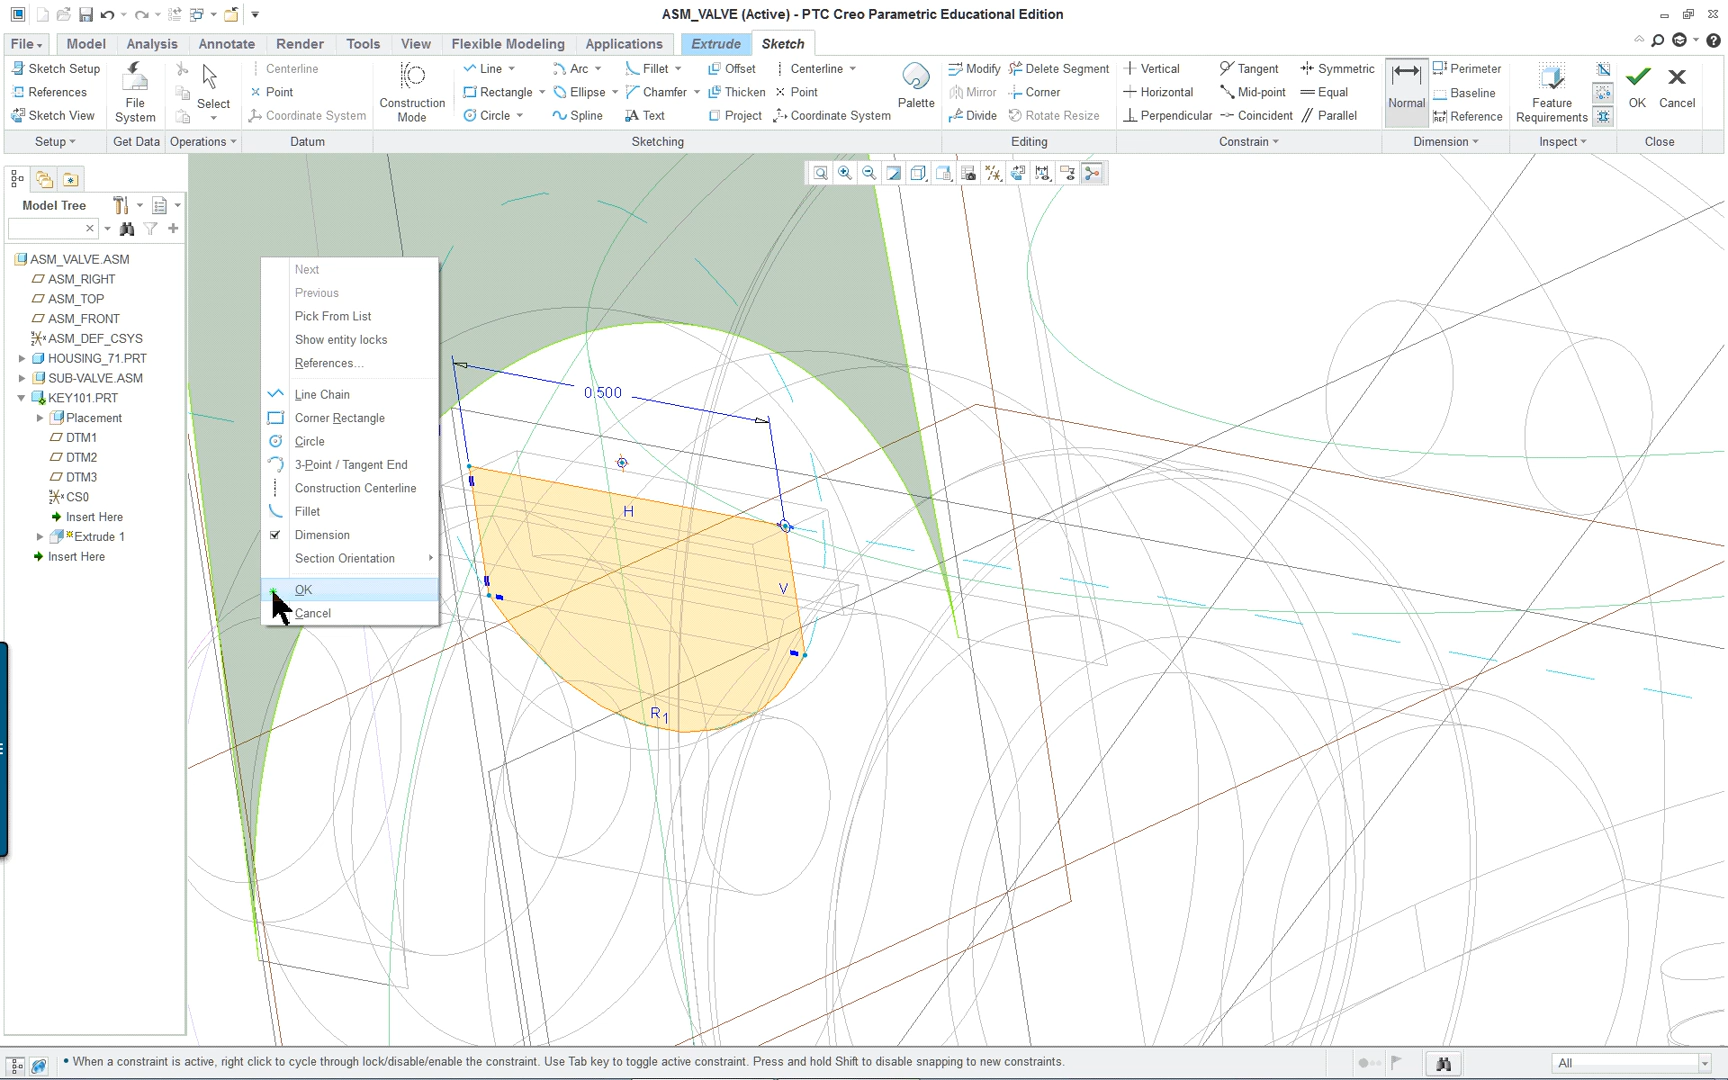 ASM_VALVE (Active) - PTC Creo Parametric Educational Edition
File Model Analysis Annotate Render Tools View Flexible Modeling Applications Extrude Sketch
Sketch Setup
References
Sketch View
Setup
File System
Get Data
Select
Operations
Centerline
Point
Coordinate System
Datum
Construction Mode
Line Arc Fillet Offset Centerline
Rectangle Ellipse Chamfer Thicken Point
Circle Spline Text Project Coordinate System
Palette
Sketching
Modify Delete Segment
Mirror Corner
Divide Rotate Resize
Editing
Vertical Tangent Symmetric
Horizontal Mid-point Equal
Perpendicular Coincident Parallel
Constrain
Normal
Perimeter
Baseline
Reference
Dimension
Feature Requirements
Inspect
OK Cancel
Close
Model Tree
ASM_VALVE.ASM
ASM_RIGHT
ASM_TOP
ASM_FRONT
ASM_DEF_CSYS
HOUSING_71.PRT
SUB-VALVE.ASM
KEY101.PRT
Placement
DTM1
DTM2
DTM3
CS0
Insert Here
Extrude 1
Insert Here
Next
Previous
Pick From List
Show entity locks
References...
Line Chain
Corner Rectangle
Circle
3-Point / Tangent End
Construction Centerline
Fillet
Dimension
Section Orientation
OK
Cancel
0.500
H
V
R1
When a constraint is active, right click to cycle through lock/disable/enable the constraint. Use Tab key to toggle active constraint. Press and hold Shift to disable snapping to new constraints.
All